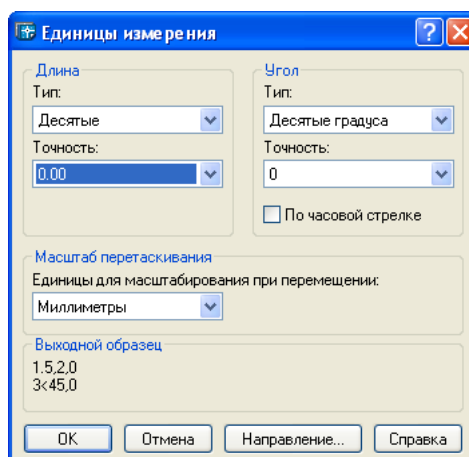 Единицы измерения
Длина
Тип:
Десятые
Точность:
0.00
Угол
Тип:
Десятые градуса
Точность:
0
По часовой стрелке
Масштаб перетаскивания
Единицы для масштабирования при перемещении:
Миллиметры
Выходной образец
1.5,2,0
3<45,0
OK
Отмена
Направление...
Справка